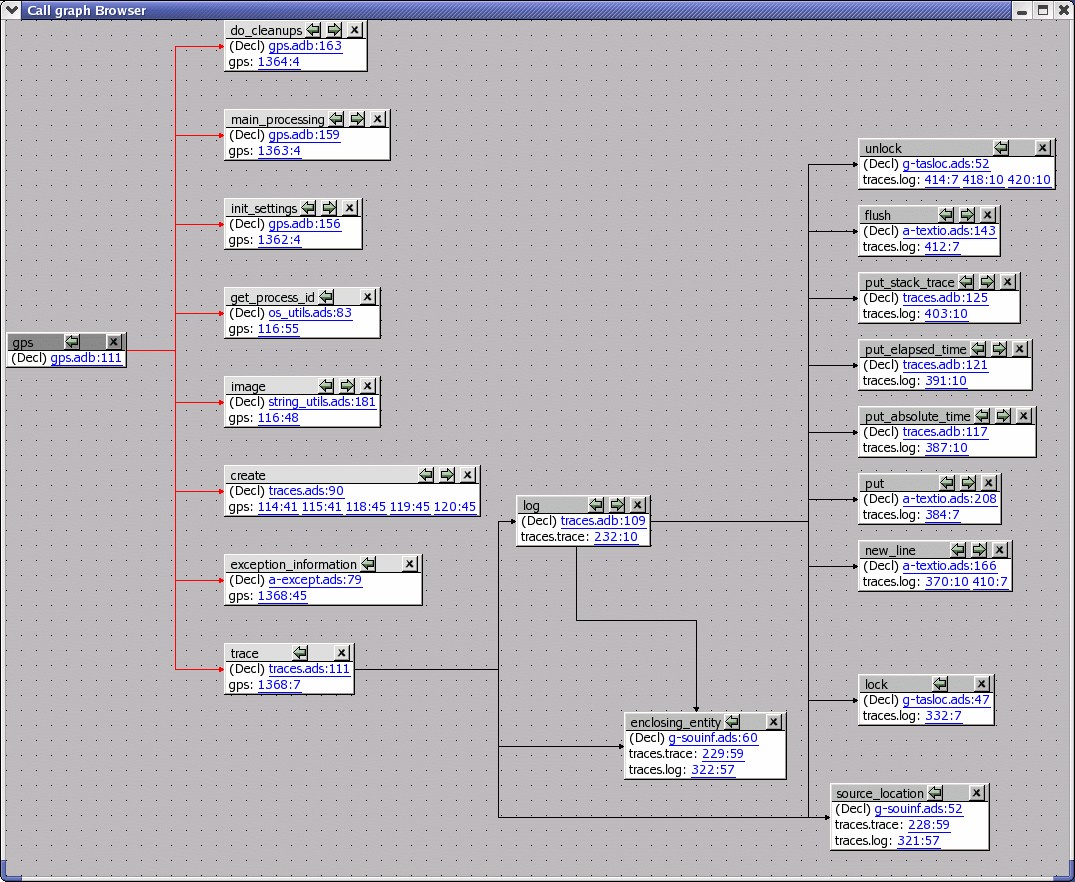 Call graph Browser
do_cleanups
(Decl) gps.adb:163
gps: 1364:4
main_processing
(Decl) gps.adb:159
gps: 1363:4
init_settings
(Decl) gps.adb:156
gps: 1362:4
get_process_id
(Decl) os_utils.ads:83
gps: 116:55
gps
(Decl) gps.adb:111
image
(Decl) string_utils.ads:181
gps: 116:48
create
(Decl) traces.ads:90
gps: 114:41 115:41 118:45 119:45 120:45
exception_information
(Decl) a-except.ads:79
gps: 1368:45
trace
(Decl) traces.ads:111
gps: 1368:7
log
(Decl) traces.adb:109
traces.trace: 232:10
enclosing_entity
(Decl) g-souinf.ads:60
traces.trace: 229:59
traces.log: 322:57
unlock
(Decl) g-tasloc.ads:52
traces.log: 414:7 418:10 420:10
flush
(Decl) a-textio.ads:143
traces.log: 412:7
put_stack_trace
(Decl) traces.adb:125
traces.log: 403:10
put_elapsed_time
(Decl) traces.adb:121
traces.log: 391:10
put_absolute_time
(Decl) traces.adb:117
traces.log: 387:10
put
(Decl) a-textio.ads:208
traces.log: 384:7
new_line
(Decl) a-textio.ads:166
traces.log: 370:10 410:7
lock
(Decl) g-tasloc.ads:47
traces.log: 332:7
source_location
(Decl) g-souinf.ads:52
traces.trace: 228:59
traces.log: 321:57